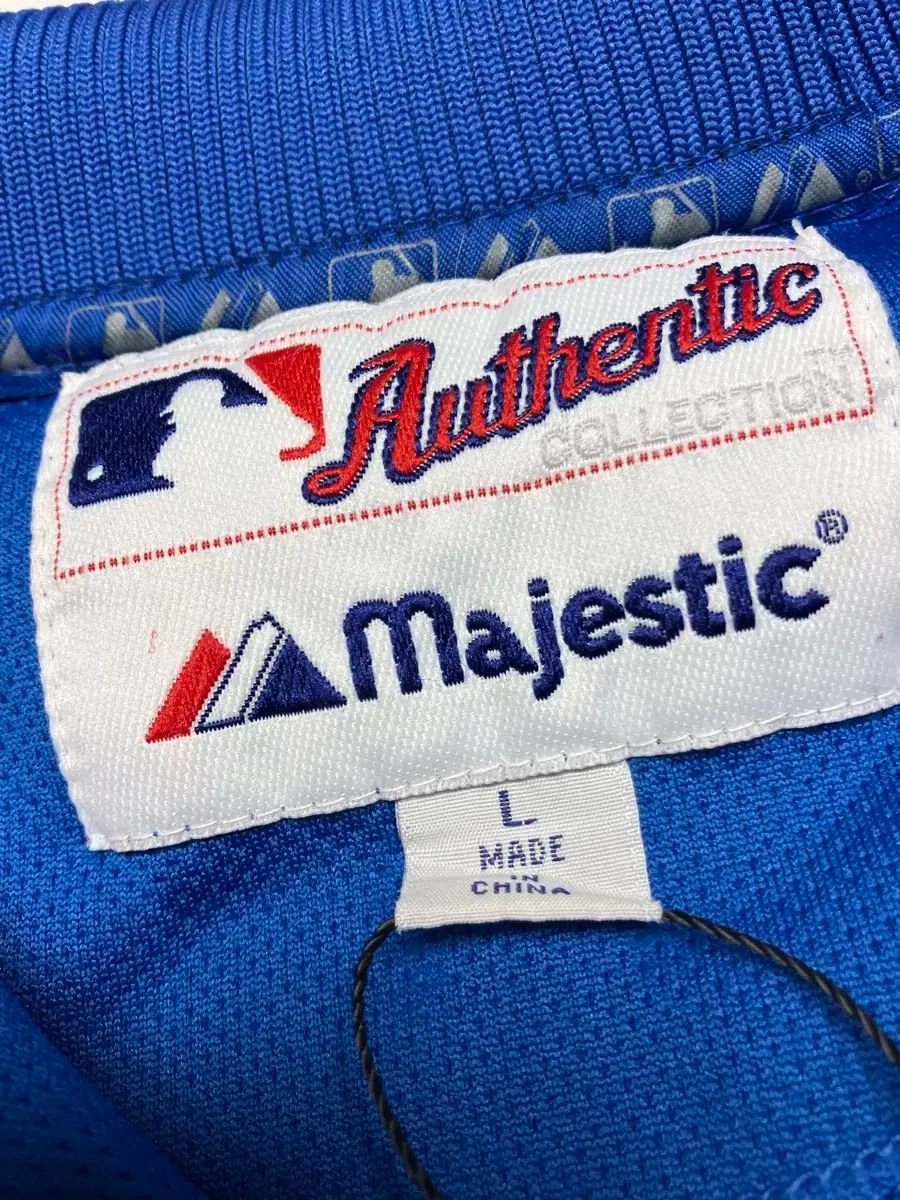 Authentic
COLLECTION
Majestic®
L
MADE
IN
CHINA